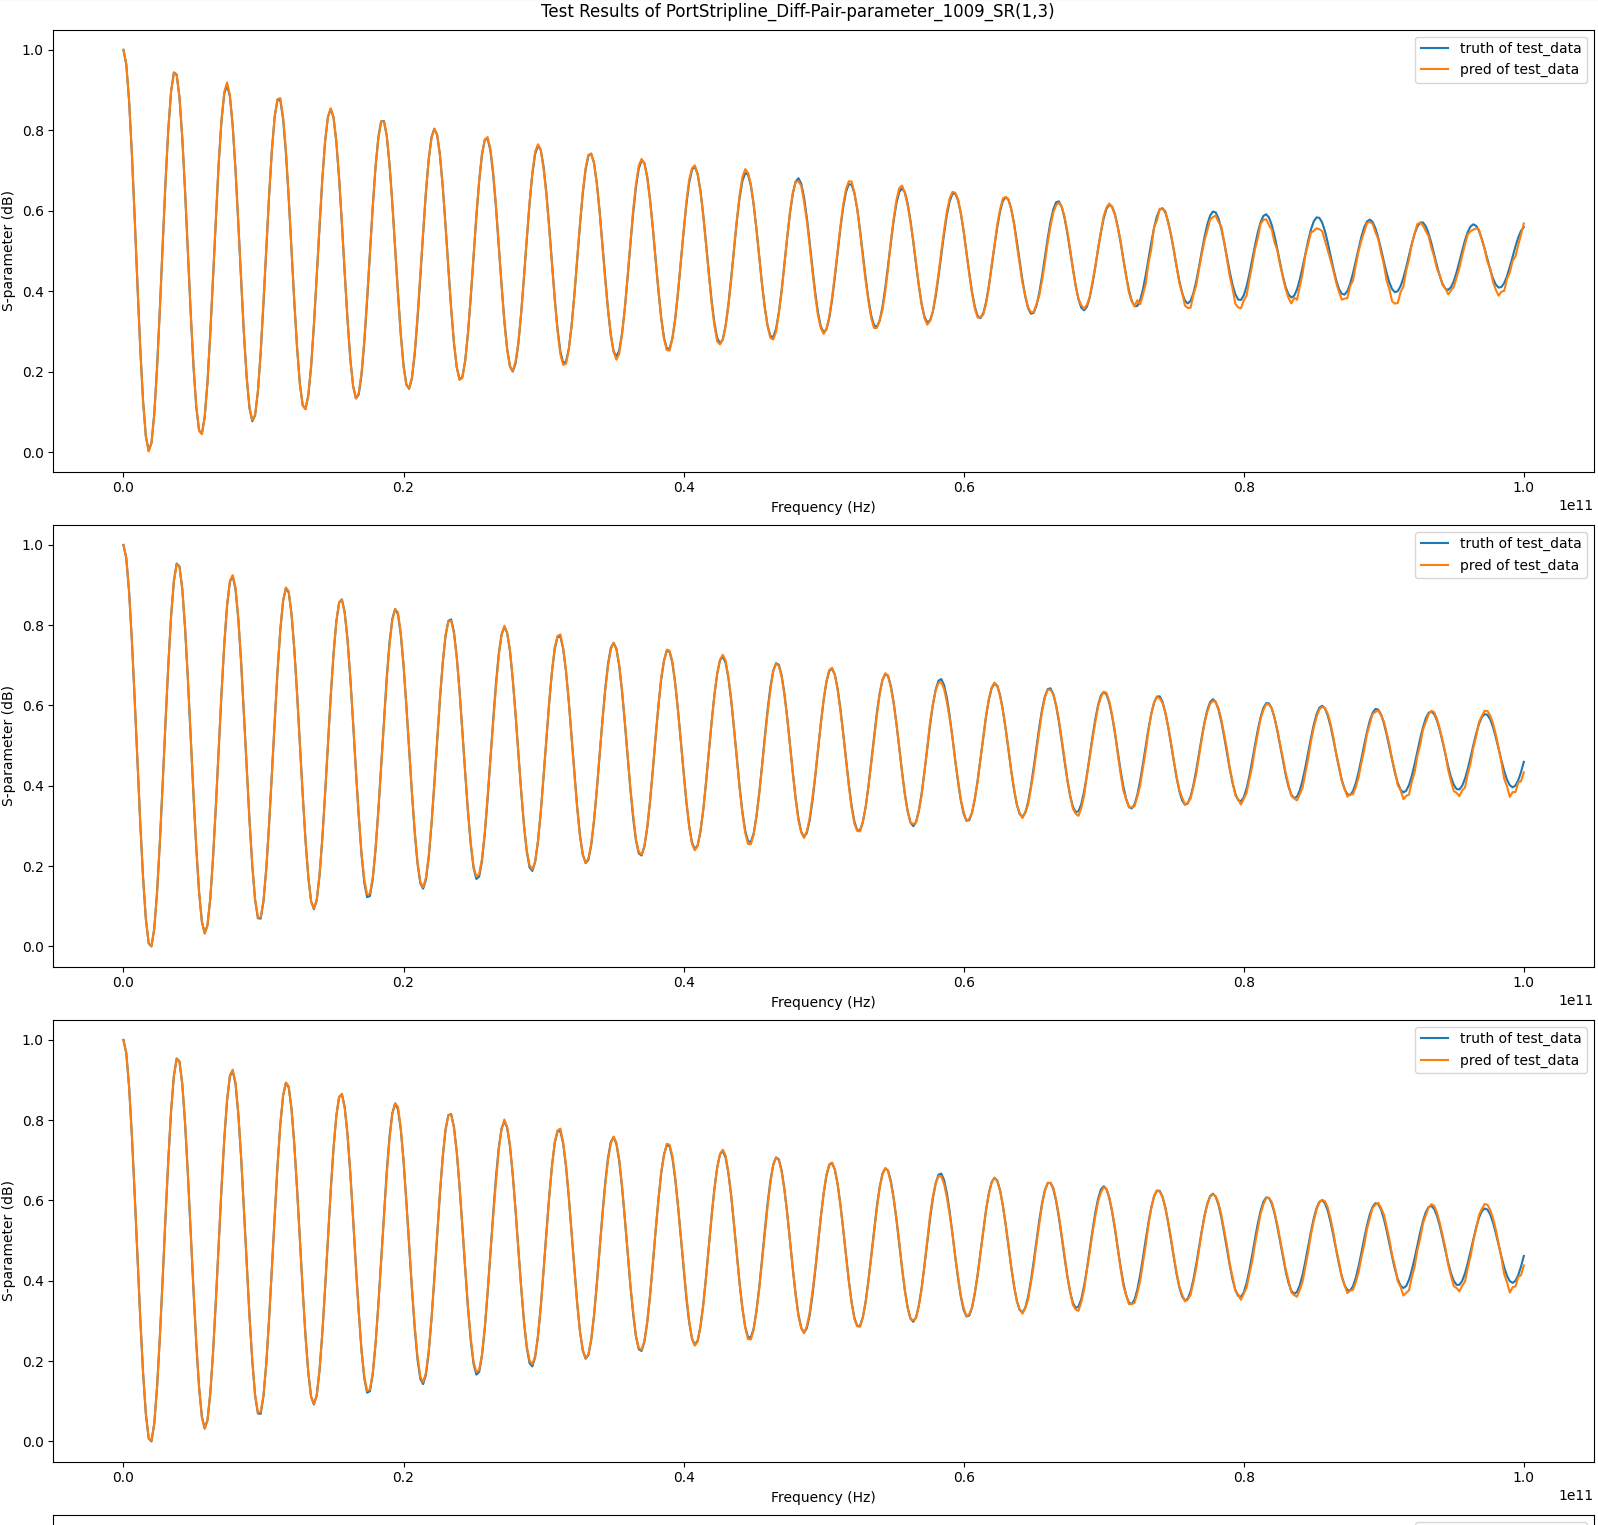 Test Results of PortStripline_Diff-Pair-parameter_1009_SR(1,3)
truth of test_data
pred of test_data
S-parameter (dB)
1.0
0.8
0.6
0.4
0.2
0.0
0.0 0.2 0.4 0.6 0.8 1.0
1e11
Frequency (Hz)
truth of test_data
pred of test_data
S-parameter (dB)
1.0
0.8
0.6
0.4
0.2
0.0
0.0 0.2 0.4 0.6 0.8 1.0
1e11
Frequency (Hz)
truth of test_data
pred of test_data
S-parameter (dB)
1.0
0.8
0.6
0.4
0.2
0.0
0.0 0.2 0.4 0.6 0.8 1.0
1e11
Frequency (Hz)